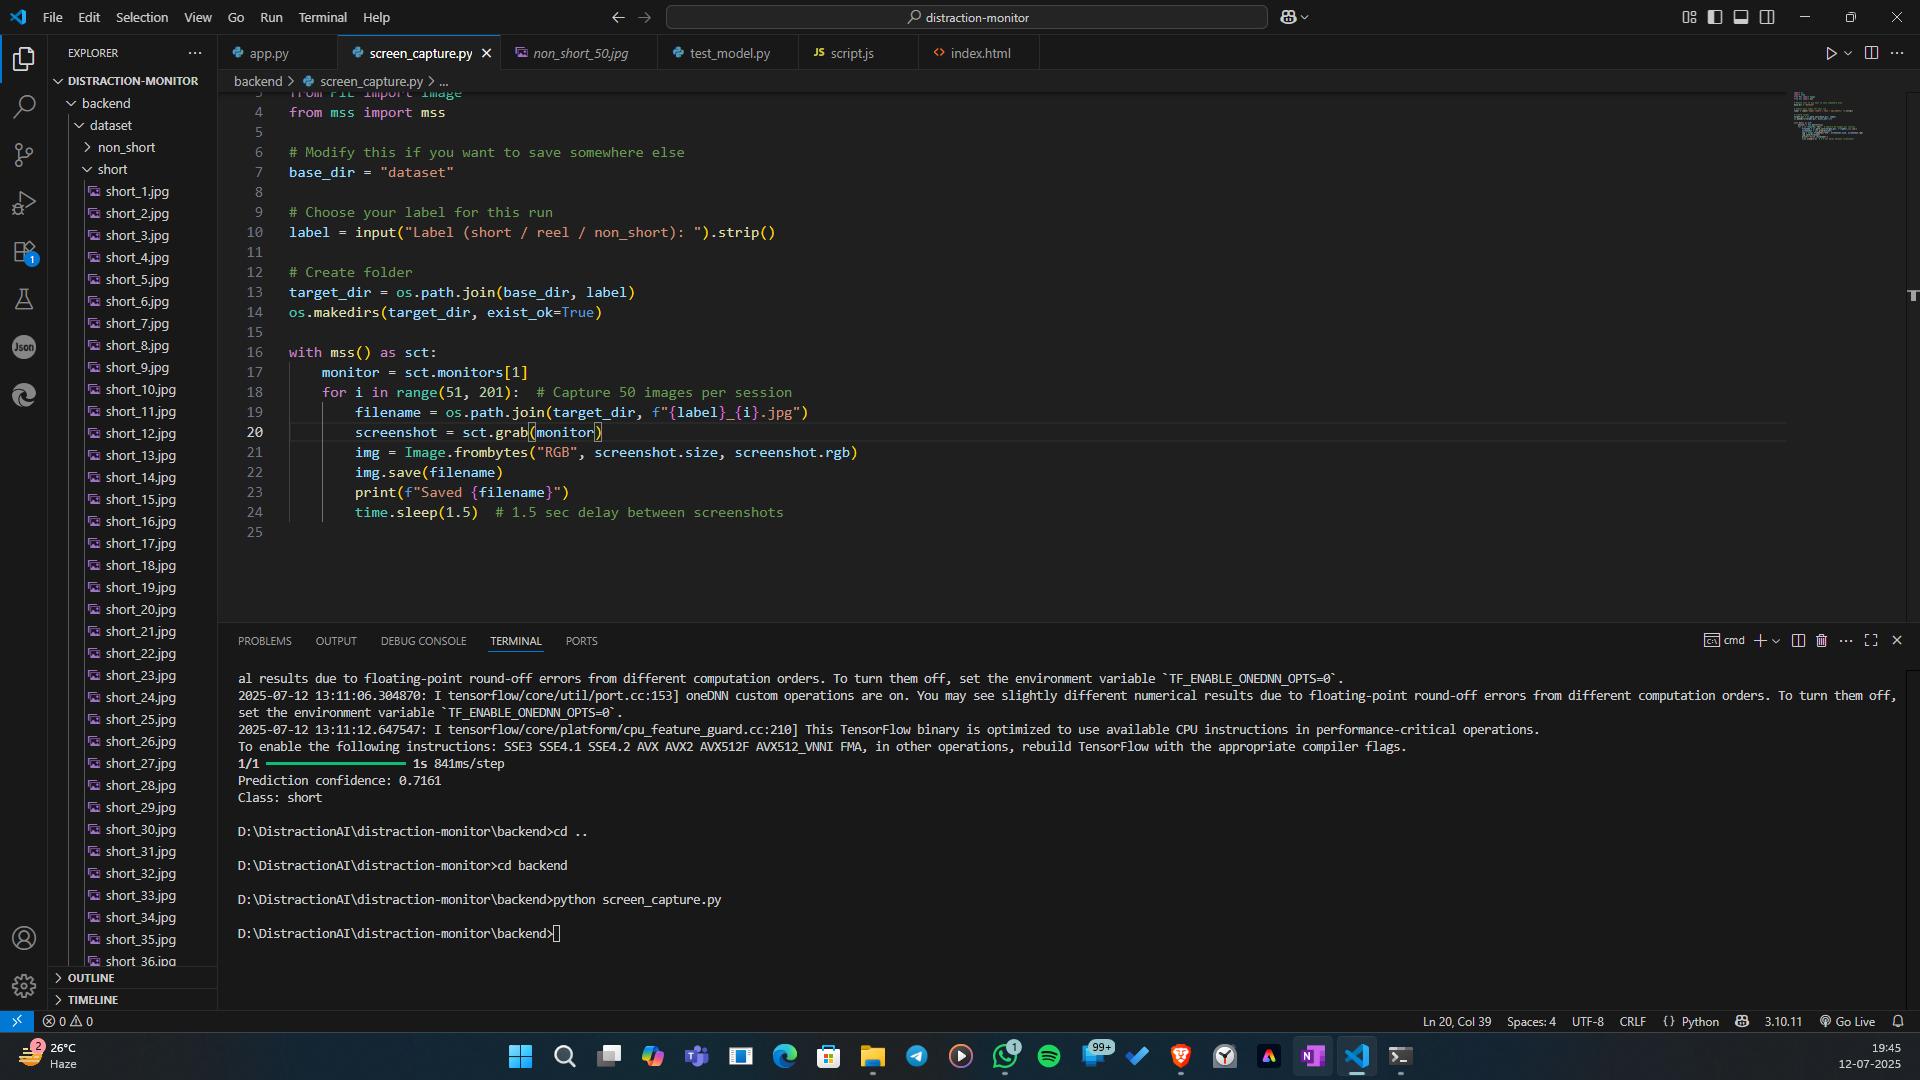 File Edit Selection View Go Run Terminal Help
distraction-monitor
EXPLORER
app.py
screen_capture.py
non_short_50.jpg
test_model.py
JS script.js
<> index.html
backend > screen_capture.py > ...
DISTRACTION-MONITOR
backend
dataset
non_short
short
short_1.jpg
short_2.jpg
short_3.jpg
short_4.jpg
short_5.jpg
short_6.jpg
short_7.jpg
short_8.jpg
short_9.jpg
short_10.jpg
short_11.jpg
short_12.jpg
short_13.jpg
short_14.jpg
short_15.jpg
short_16.jpg
short_17.jpg
short_18.jpg
short_19.jpg
short_20.jpg
short_21.jpg
short_22.jpg
short_23.jpg
short_24.jpg
short_25.jpg
short_26.jpg
short_27.jpg
short_28.jpg
short_29.jpg
short_30.jpg
short_31.jpg
short_32.jpg
short_33.jpg
short_34.jpg
short_35.jpg
short_36.jpg
OUTLINE
TIMELINE
1
Json
3 from PIL import Image
4 from mss import mss
5
6 # Modify this if you want to save somewhere else
7 base_dir = "dataset"
8
9 # Choose your label for this run
10 label = input("Label (short / reel / non_short): ").strip()
11
12 # Create folder
13 target_dir = os.path.join(base_dir, label)
14 os.makedirs(target_dir, exist_ok=True)
15
16 with mss() as sct:
17 monitor = sct.monitors[1]
18 for i in range(51, 201): # Capture 50 images per session
19 filename = os.path.join(target_dir, f"{label}_{i}.jpg")
20 screenshot = sct.grab(monitor)
21 img = Image.frombytes("RGB", screenshot.size, screenshot.rgb)
22 img.save(filename)
23 print(f"Saved {filename}")
24 time.sleep(1.5) # 1.5 sec delay between screenshots
25
PROBLEMS OUTPUT DEBUG CONSOLE TERMINAL PORTS
cmd
al results due to floating-point round-off errors from different computation orders. To turn them off, set the environment variable `TF_ENABLE_ONEDNN_OPTS=0`.
2025-07-12 13:11:06.304870: I tensorflow/core/util/port.cc:153] oneDNN custom operations are on. You may see slightly different numerical results due to floating-point round-off errors from different computation orders. To turn them off,
set the environment variable `TF_ENABLE_ONEDNN_OPTS=0`.
2025-07-12 13:11:12.647547: I tensorflow/core/platform/cpu_feature_guard.cc:210] This TensorFlow binary is optimized to use available CPU instructions in performance-critical operations.
To enable the following instructions: SSE3 SSE4.1 SSE4.2 AVX AVX2 AVX512F AVX512_VNNI FMA, in other operations, rebuild TensorFlow with the appropriate compiler flags.
1/1 1s 841ms/step
Prediction confidence: 0.7161
Class: short
D:\DistractionAI\distraction-monitor\backend>cd ..
D:\DistractionAI\distraction-monitor>cd backend
D:\DistractionAI\distraction-monitor\backend>python screen_capture.py
D:\DistractionAI\distraction-monitor\backend>
0 0
Ln 20, Col 39 Spaces: 4 UTF-8 CRLF {} Python 3.10.11 Go Live
2
26°C
Haze
1
99+
19:45
12-07-2025